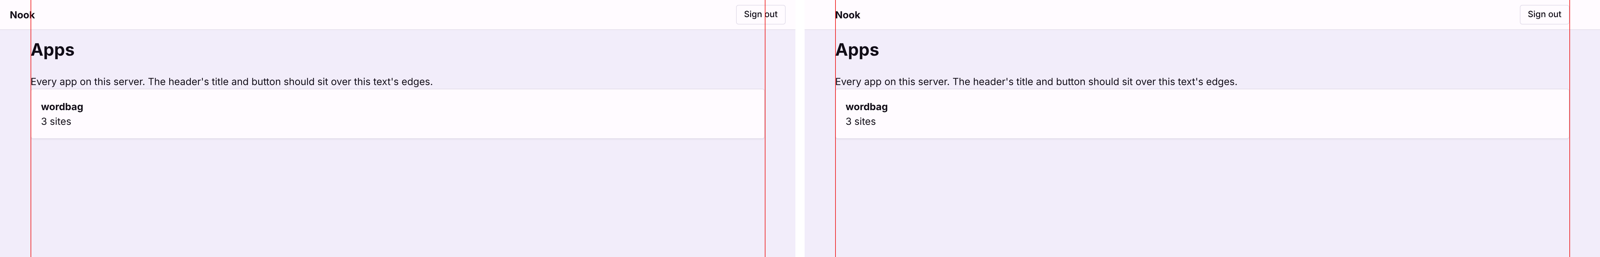 Nook
Sign out
Apps
Every app on this server. The header's title and button should sit over this text's edges.
wordbag
3 sites
Nook
Sign out
Apps
Every app on this server. The header's title and button should sit over this text's edges.
wordbag
3 sites